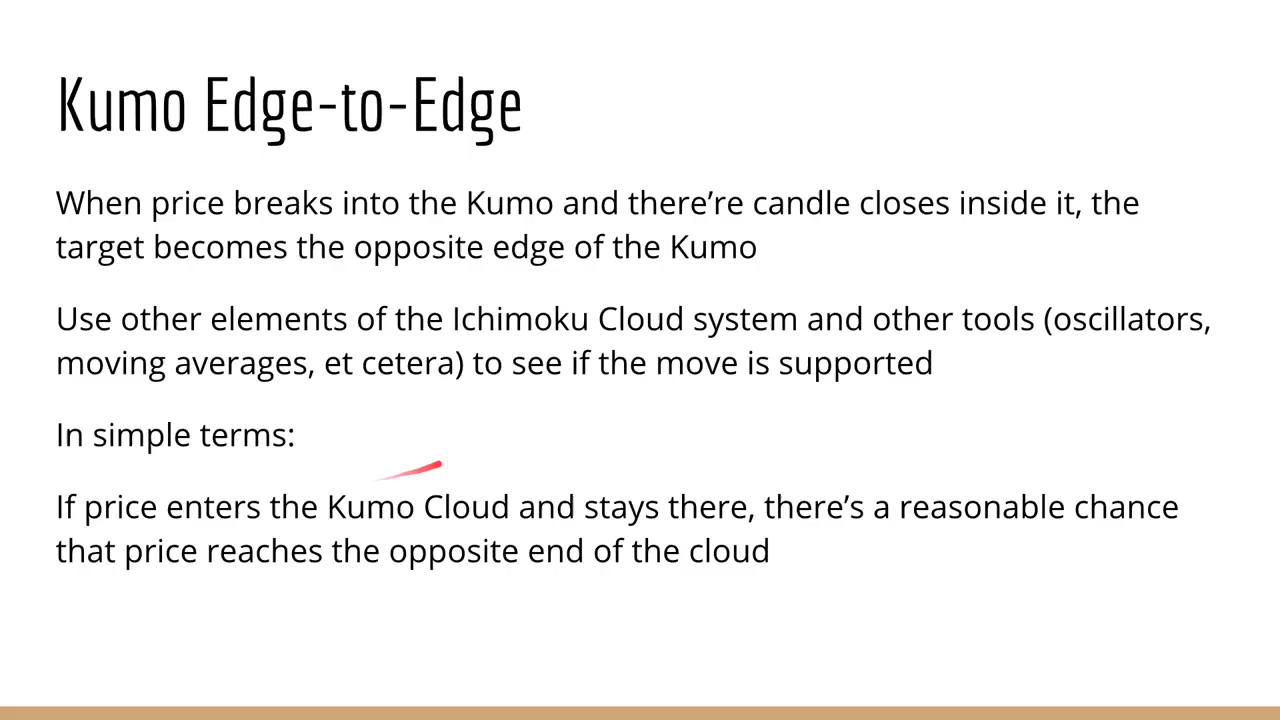 Kumo Edge-to-Edge
When price breaks into the Kumo and there’re candle closes inside it, the
target becomes the opposite edge of the Kumo
Use other elements of the Ichimoku Cloud system and other tools (oscillators,
moving averages, et cetera) to see if the move is supported
In simple terms:
If price enters the Kumo Cloud and stays there, there’s a reasonable chance
that price reaches the opposite end of the cloud